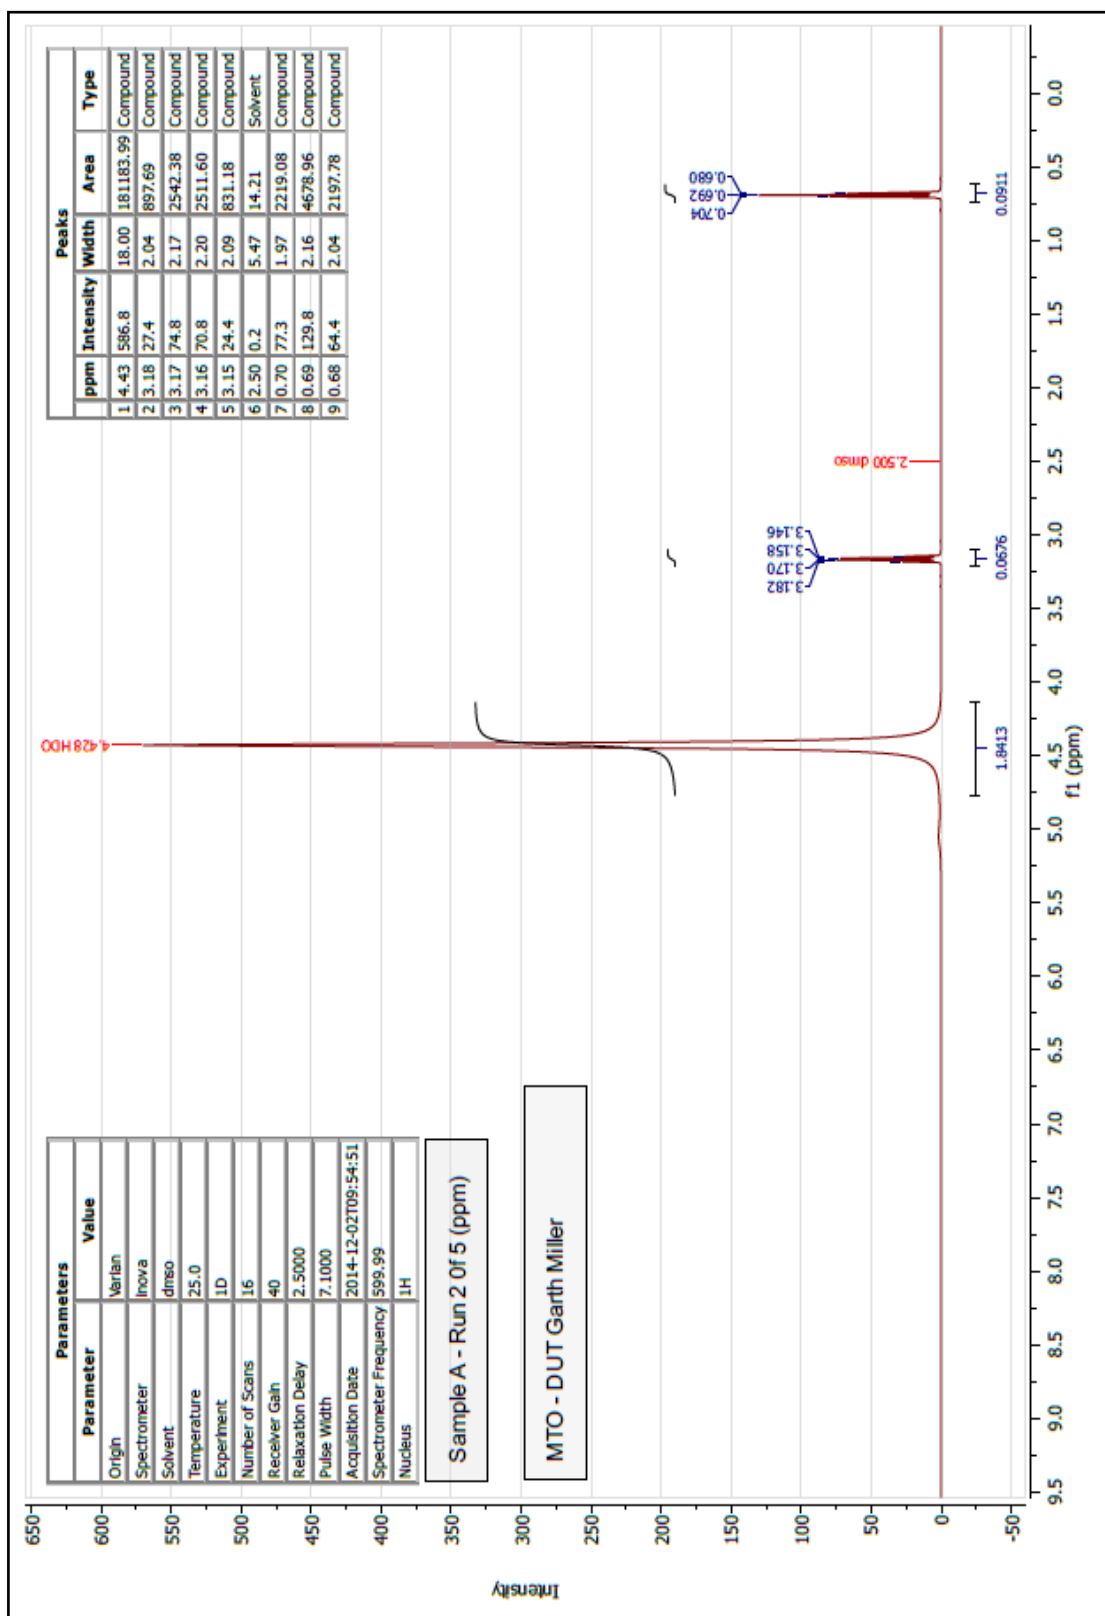 Parameters
Parameter Value
Origin Varian
Spectrometer Inova
Solvent dmso
Temperature 25.0
Experiment 1D
Number of Scans 16
Receiver Gain 40
Relaxation Delay 2.5000
Pulse Width 7.1000
Acquisition Date 2014-12-02T09:54:51
Spectrometer Frequency 599.99
Nucleus 1H
Sample A - Run 2 0f 5 (ppm)
MTO - DUT Garth Miller
Peaks
ppm Intensity Width Area Type
1 4.43 586.8 18.00 181183.99 Compound
2 3.18 27.4 2.04 897.69 Compound
3 3.17 74.8 2.17 2542.38 Compound
4 3.16 70.8 2.20 2511.60 Compound
5 3.15 24.4 2.09 831.18 Compound
6 2.50 0.2 5.47 14.21 Solvent
7 0.70 77.3 1.97 2219.08 Compound
8 0.69 129.8 2.16 4678.96 Compound
9 0.68 64.4 2.04 2197.78 Compound
4.428 HDO
3.182
3.170
3.158
3.146
2.500 dmso
0.704
0.692
0.680
1.8413
0.0676
0.0911
650
600
550
500
450
400
350
300
250
200
150
100
50
0
-50
Intensity
9.5 9.0 8.5 8.0 7.5 7.0 6.5 6.0 5.5 5.0 4.5 4.0 3.5 3.0 2.5 2.0 1.5 1.0 0.5 0.0
f1 (ppm)